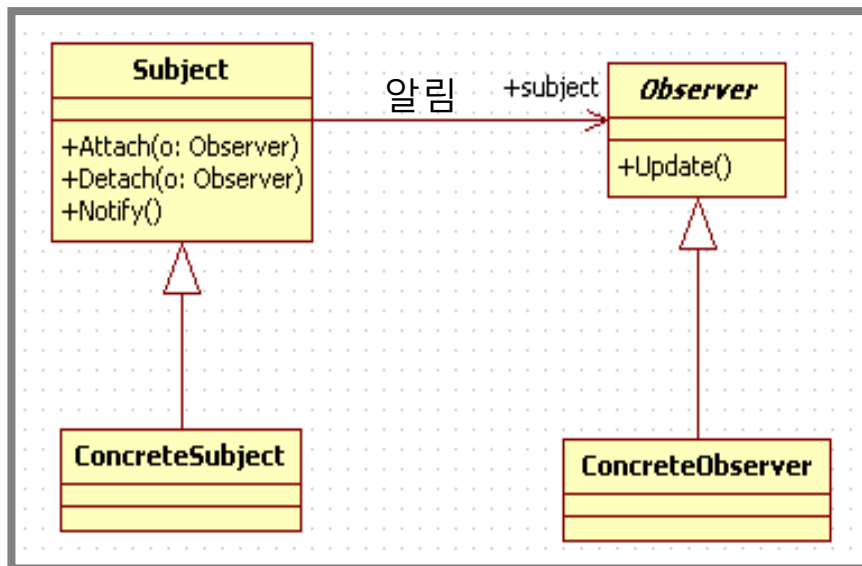 Subject
+Attach(o: Observer)
+Detach(o: Observer)
+Notify()
알림
+subject
Observer
+Update()
ConcreteSubject
ConcreteObserver